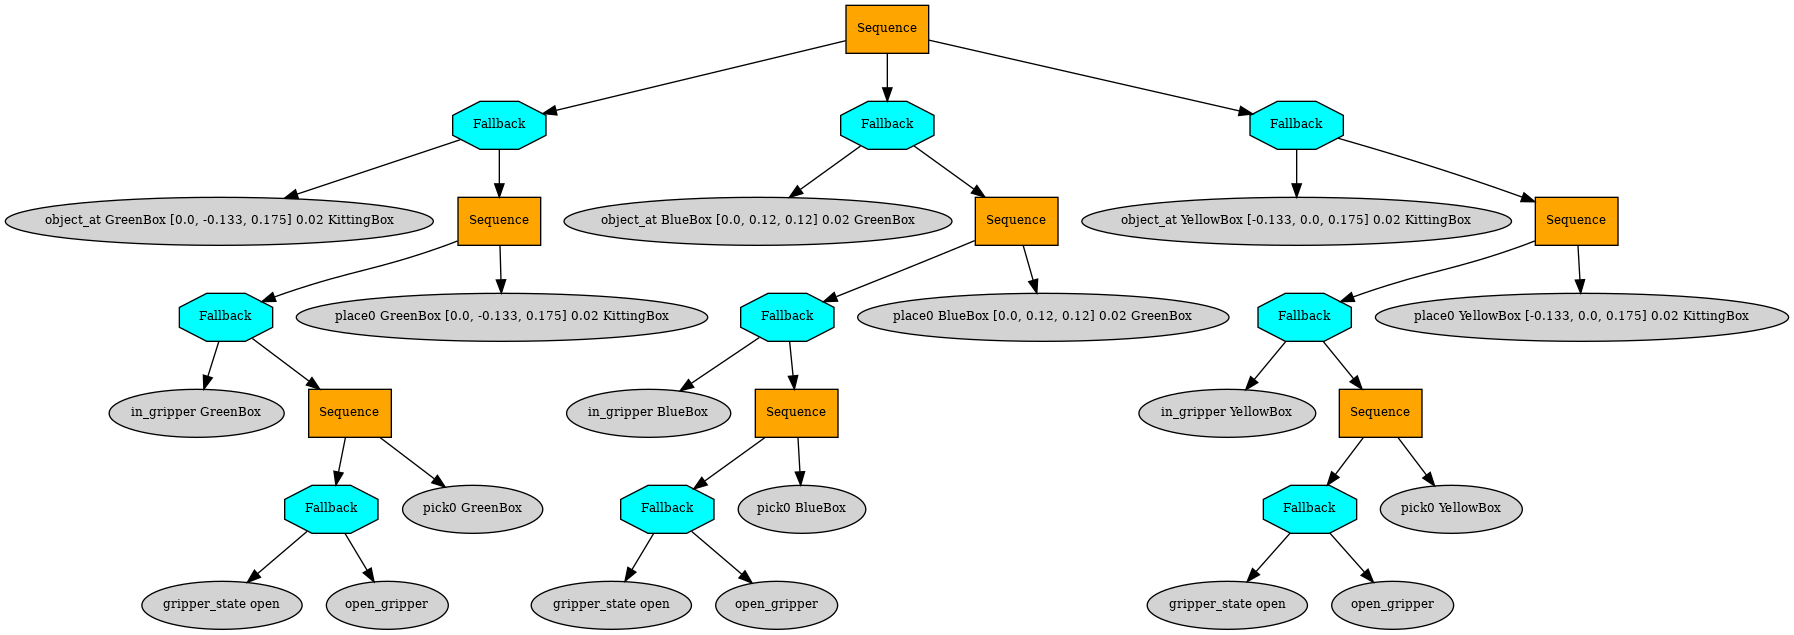 Sequence
Fallback
Fallback
Fallback
object_at GreenBox [0.0, -0.133, 0.175] 0.02 KittingBox
Sequence
object_at BlueBox [0.0, 0.12, 0.12] 0.02 GreenBox
Sequence
object_at YellowBox [-0.133, 0.0, 0.175] 0.02 KittingBox
Sequence
Fallback
place0 GreenBox [0.0, -0.133, 0.175] 0.02 KittingBox
Fallback
place0 BlueBox [0.0, 0.12, 0.12] 0.02 GreenBox
Fallback
place0 YellowBox [-0.133, 0.0, 0.175] 0.02 KittingBox
in_gripper GreenBox
Sequence
in_gripper BlueBox
Sequence
in_gripper YellowBox
Sequence
Fallback
pick0 GreenBox
Fallback
pick0 BlueBox
Fallback
pick0 YellowBox
gripper_state open
open_gripper
gripper_state open
open_gripper
gripper_state open
open_gripper